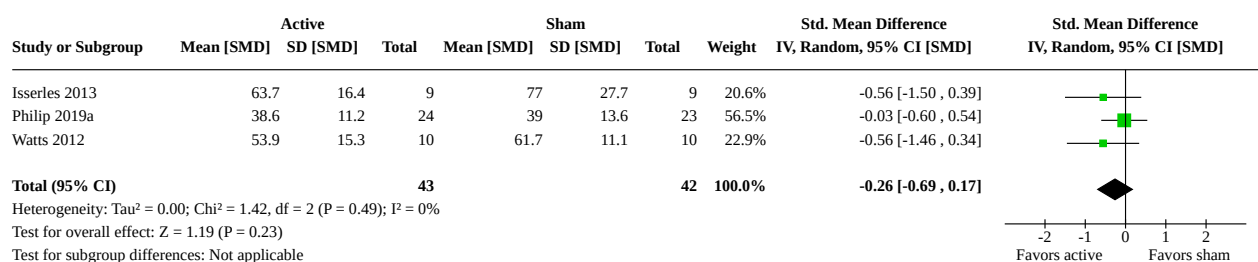 Active Sham Std. Mean Difference Std. Mean Difference
Study or Subgroup Mean [SMD] SD [SMD] Total Mean [SMD] SD [SMD] Total Weight IV, Random, 95% CI [SMD] IV, Random, 95% CI [SMD]
Isserles 2013 63.7 16.4 9 77 27.7 9 20.6% -0.56 [-1.50 , 0.39]
Philip 2019a 38.6 11.2 24 39 13.6 23 56.5% -0.03 [-0.60 , 0.54]
Watts 2012 53.9 15.3 10 61.7 11.1 10 22.9% -0.56 [-1.46 , 0.34]
Total (95% CI) 43 42 100.0% -0.26 [-0.69 , 0.17]
Heterogeneity: Tau² = 0.00; Chi² = 1.42, df = 2 (P = 0.49); I² = 0%
Test for overall effect: Z = 1.19 (P = 0.23)
-2 -1 0 1 2
Test for subgroup differences: Not applicable
Favors active Favors sham